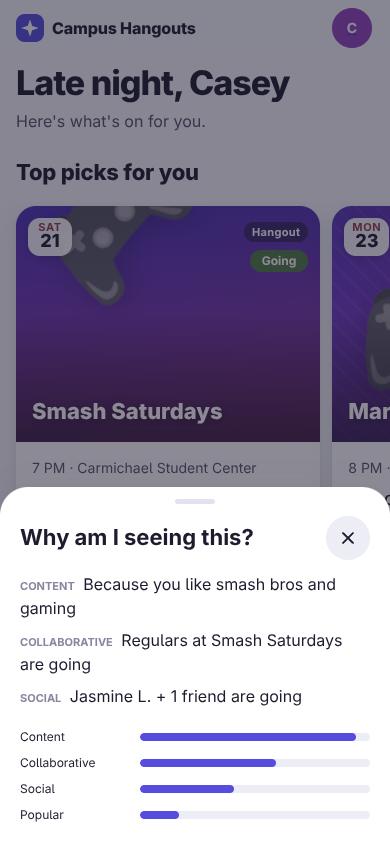 Campus Hangouts
C
Late night, Casey
Here's what's on for you.
Top picks for you
SAT
21
Hangout
Going
Smash Saturdays
7 PM · Carmichael Student Center
MON
23
Mar
8 PM ·
Why am I seeing this?
CONTENT Because you like smash bros and
gaming
COLLABORATIVE Regulars at Smash Saturdays
are going
SOCIAL Jasmine L. + 1 friend are going
Content
Collaborative
Social
Popular